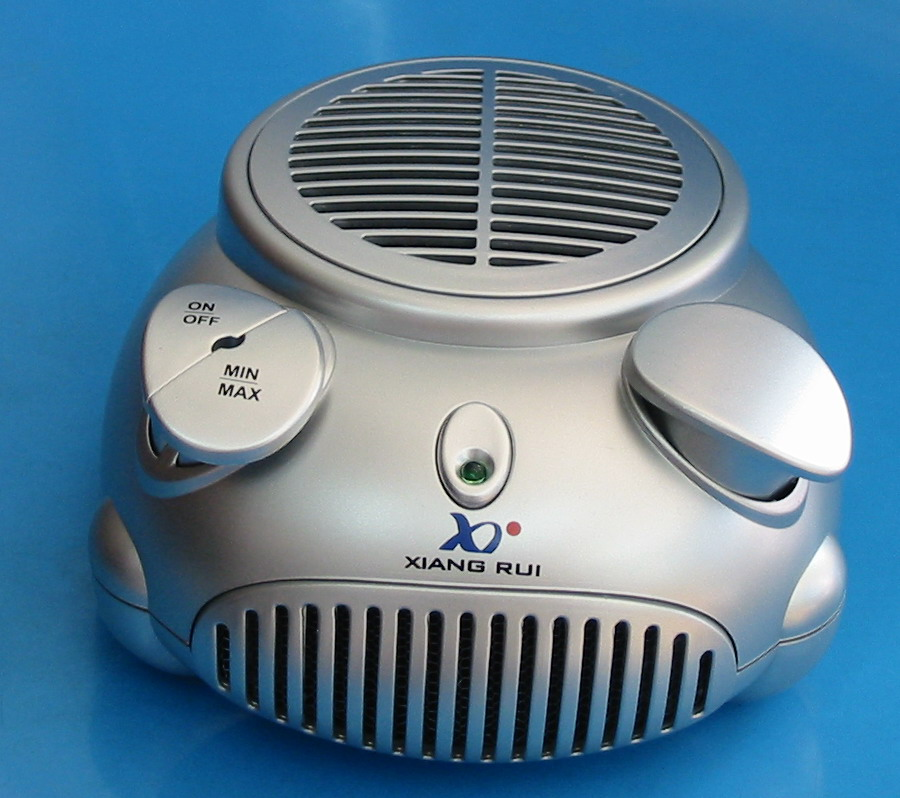 ON
OFF
MIN
MAX
XIANG RUI